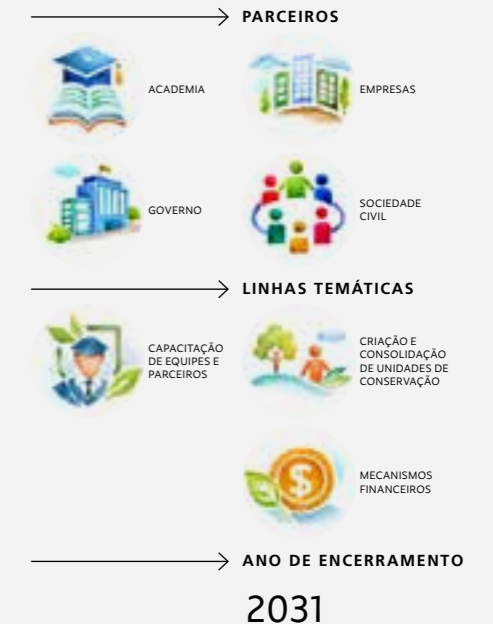 PARCEIROS
ACADEMIA
EMPRESAS
GOVERNO
SOCIEDADE
CIVIL
LINHAS TEMÁTICAS
CAPACITAÇÃO
DE EQUIPES E
PARCEIROS
CRIAÇÃO E
CONSOLIDAÇÃO
DE UNIDADES DE
CONSERVAÇÃO
MECANISMOS
FINANCEIROS
ANO DE ENCERRAMENTO
2031